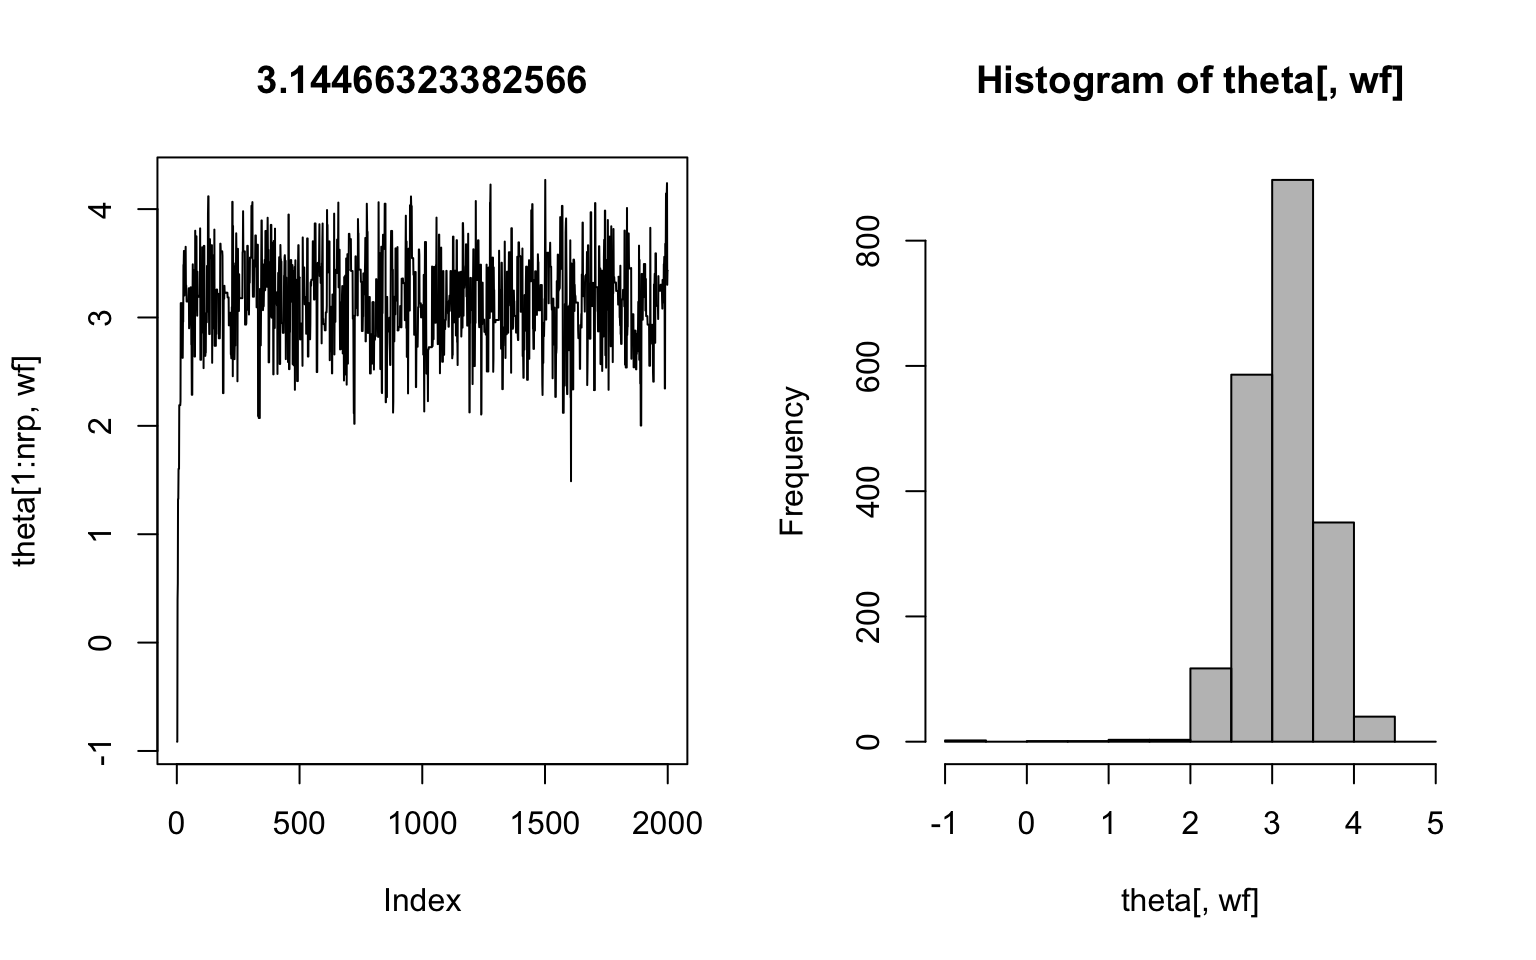 3.14466323382566
theta[1:nrp, wf]
4
3
2
1
0
-1
0 500 1000 1500 2000
Index
Histogram of theta[, wf]
Frequency
800
600
400
200
0
-1 0 1 2 3 4 5
theta[, wf]